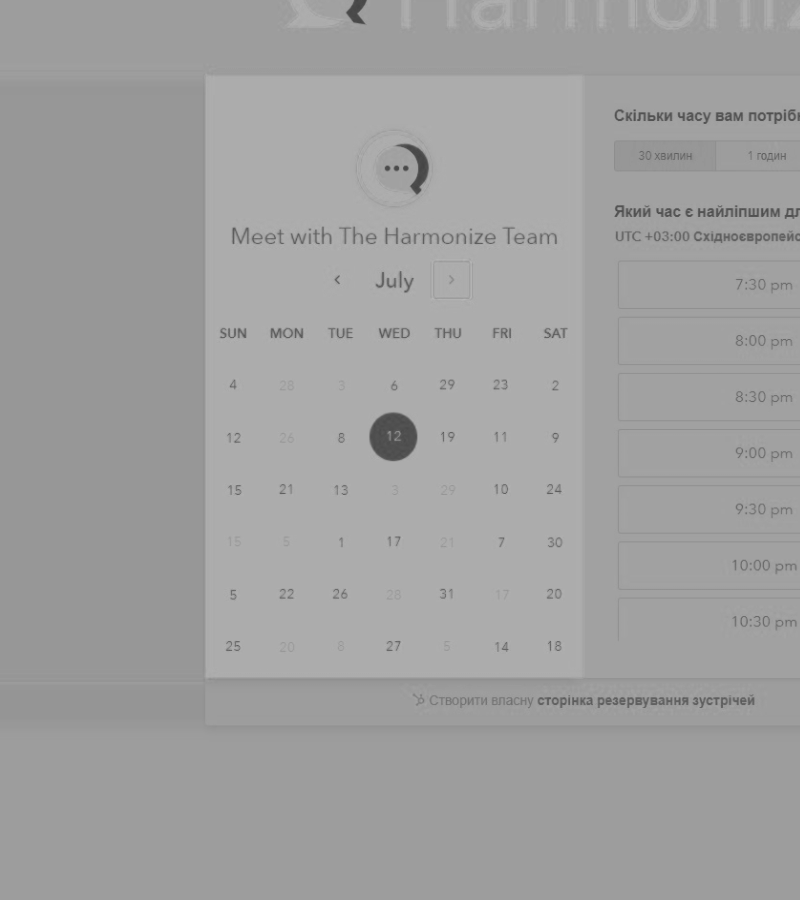 Harmoniz
Meet with The Harmonize Team
July
SUN MON TUE WED THU FRI SAT
4 28 3 6 29 23 2
12 26 8 12 19 11 9
15 21 13 3 29 10 24
15 5 1 17 21 7 30
5 22 26 28 31 17 20
25 20 8 27 5 14 18
Скільки часу вам потріб
30 хвилин 1 годин
Який час є найліпшим дл
UTC +03:00 Східноєвропейс
7:30 pm
8:00 pm
8:30 pm
9:00 pm
9:30 pm
10:00 pm
10:30 pm
Створити власну сторінка резервування зустрічей